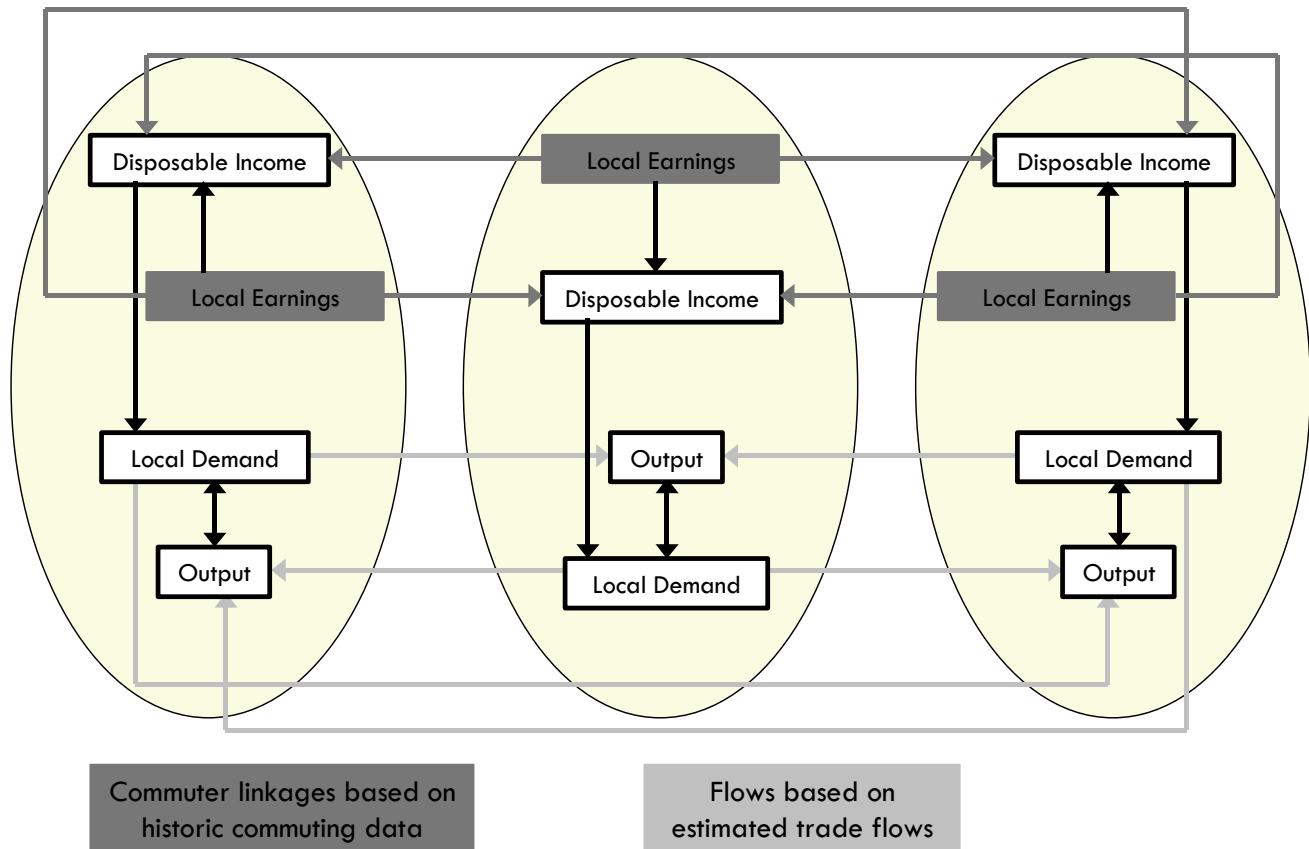 Disposable Income
Local Earnings
Disposable Income
Local Earnings
Disposable Income
Local Earnings
Local Demand
Output
Local Demand
Output
Local Demand
Output
Commuter linkages based on
historic commuting data
Flows based on
estimated trade flows